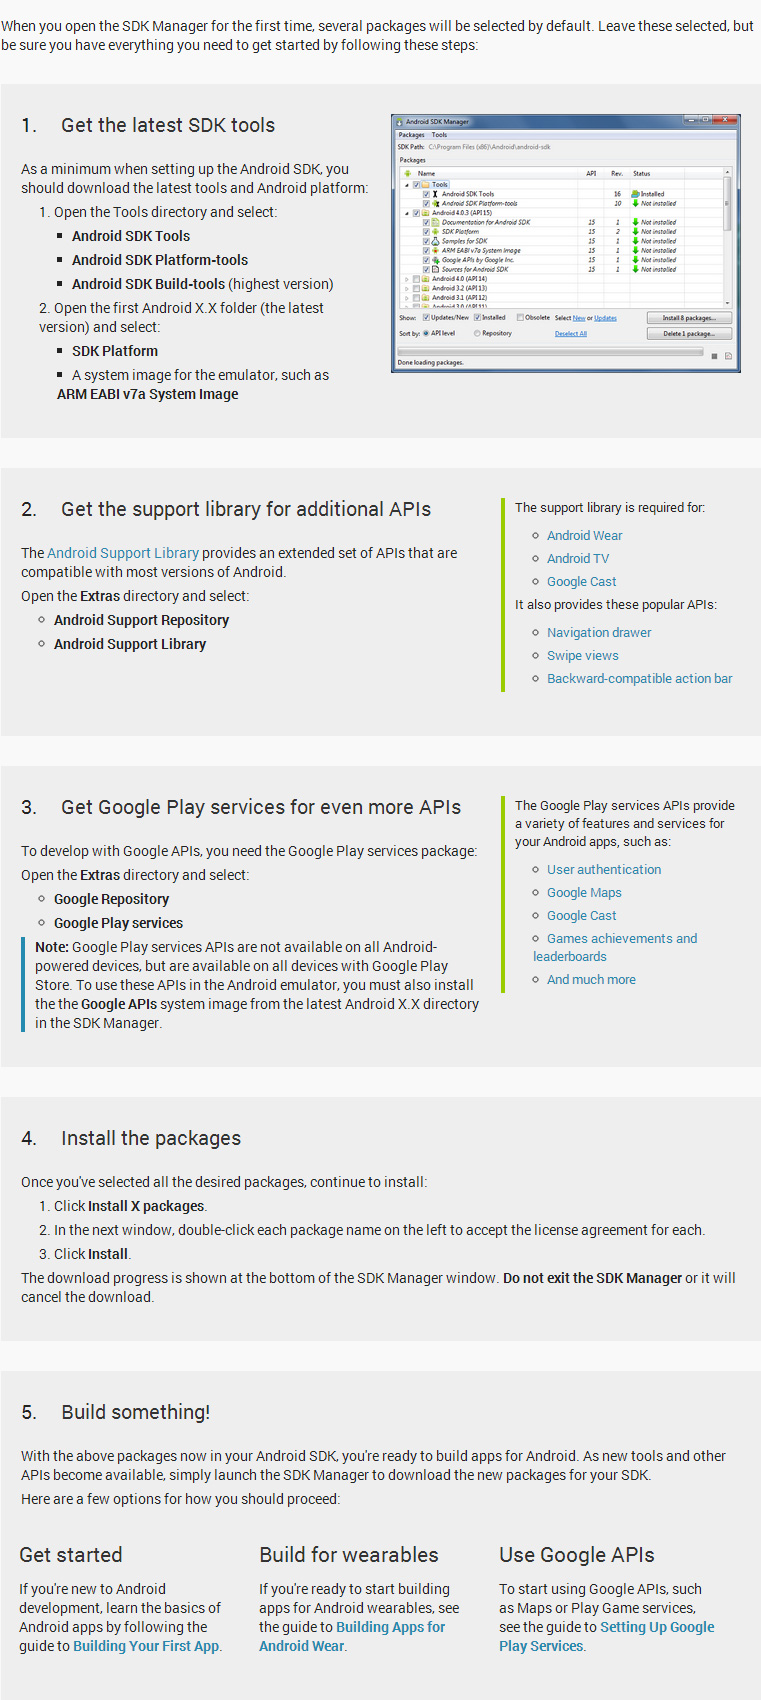 When you open the SDK Manager for the first time, several packages will be selected by default. Leave these selected, but
be sure you have everything you need to get started by following these steps:
1. Get the latest SDK tools
As a minimum when setting up the Android SDK, you
should download the latest tools and Android platform:
1. Open the Tools directory and select:
Android SDK Tools
Android SDK Platform-tools
Android SDK Build-tools (highest version)
2. Open the first Android X.X folder (the latest
version) and select:
SDK Platform
A system image for the emulator, such as
ARM EABI v7a System Image
Android SDK Manager
Packages Tools
SDK Path: C:\Program Files (x86)\Android\android-sdk
Packages
Name API Rev. Status
Tools
Android SDK Tools 16 Installed
Android SDK Platform-tools 10 Not installed
Android 4.0.3 (API 15)
Documentation for Android SDK 15 1 Not installed
SDK Platform 15 2 Not installed
Samples for SDK 15 1 Not installed
ARM EABI v7a System Image 15 1 Not installed
Google APIs by Google Inc. 15 1 Not installed
Sources for Android SDK 15 1 Not installed
Android 4.0 (API 14)
Android 3.2 (API 13)
Android 3.1 (API 12)
Android 3.0 (API 11)
Show: Updates/New Installed Obsolete Select New or Updates Install 8 packages...
Sort by: API level Repository Deselect All Delete 1 package...
Done loading packages.
2. Get the support library for additional APIs
The Android Support Library provides an extended set of APIs that are
compatible with most versions of Android.
Open the Extras directory and select:
Android Support Repository
Android Support Library
The support library is required for:
Android Wear
Android TV
Google Cast
It also provides these popular APIs:
Navigation drawer
Swipe views
Backward-compatible action bar
3. Get Google Play services for even more APIs
To develop with Google APIs, you need the Google Play services package:
Open the Extras directory and select:
Google Repository
Google Play services
Note: Google Play services APIs are not available on all Android-
powered devices, but are available on all devices with Google Play
Store. To use these APIs in the Android emulator, you must also install
the the Google APIs system image from the latest Android X.X directory
in the SDK Manager.
The Google Play services APIs provide
a variety of features and services for
your Android apps, such as:
User authentication
Google Maps
Google Cast
Games achievements and
leaderboards
And much more
4. Install the packages
Once you've selected all the desired packages, continue to install:
1. Click Install X packages.
2. In the next window, double-click each package name on the left to accept the license agreement for each.
3. Click Install.
The download progress is shown at the bottom of the SDK Manager window. Do not exit the SDK Manager or it will
cancel the download.
5. Build something!
With the above packages now in your Android SDK, you're ready to build apps for Android. As new tools and other
APIs become available, simply launch the SDK Manager to download the new packages for your SDK.
Here are a few options for how you should proceed:
Get started
If you're new to Android
development, learn the basics of
Android apps by following the
guide to Building Your First App.
Build for wearables
If you're ready to start building
apps for Android wearables, see
the guide to Building Apps for
Android Wear.
Use Google APIs
To start using Google APIs, such
as Maps or Play Game services,
see the guide to Setting Up Google
Play Services.